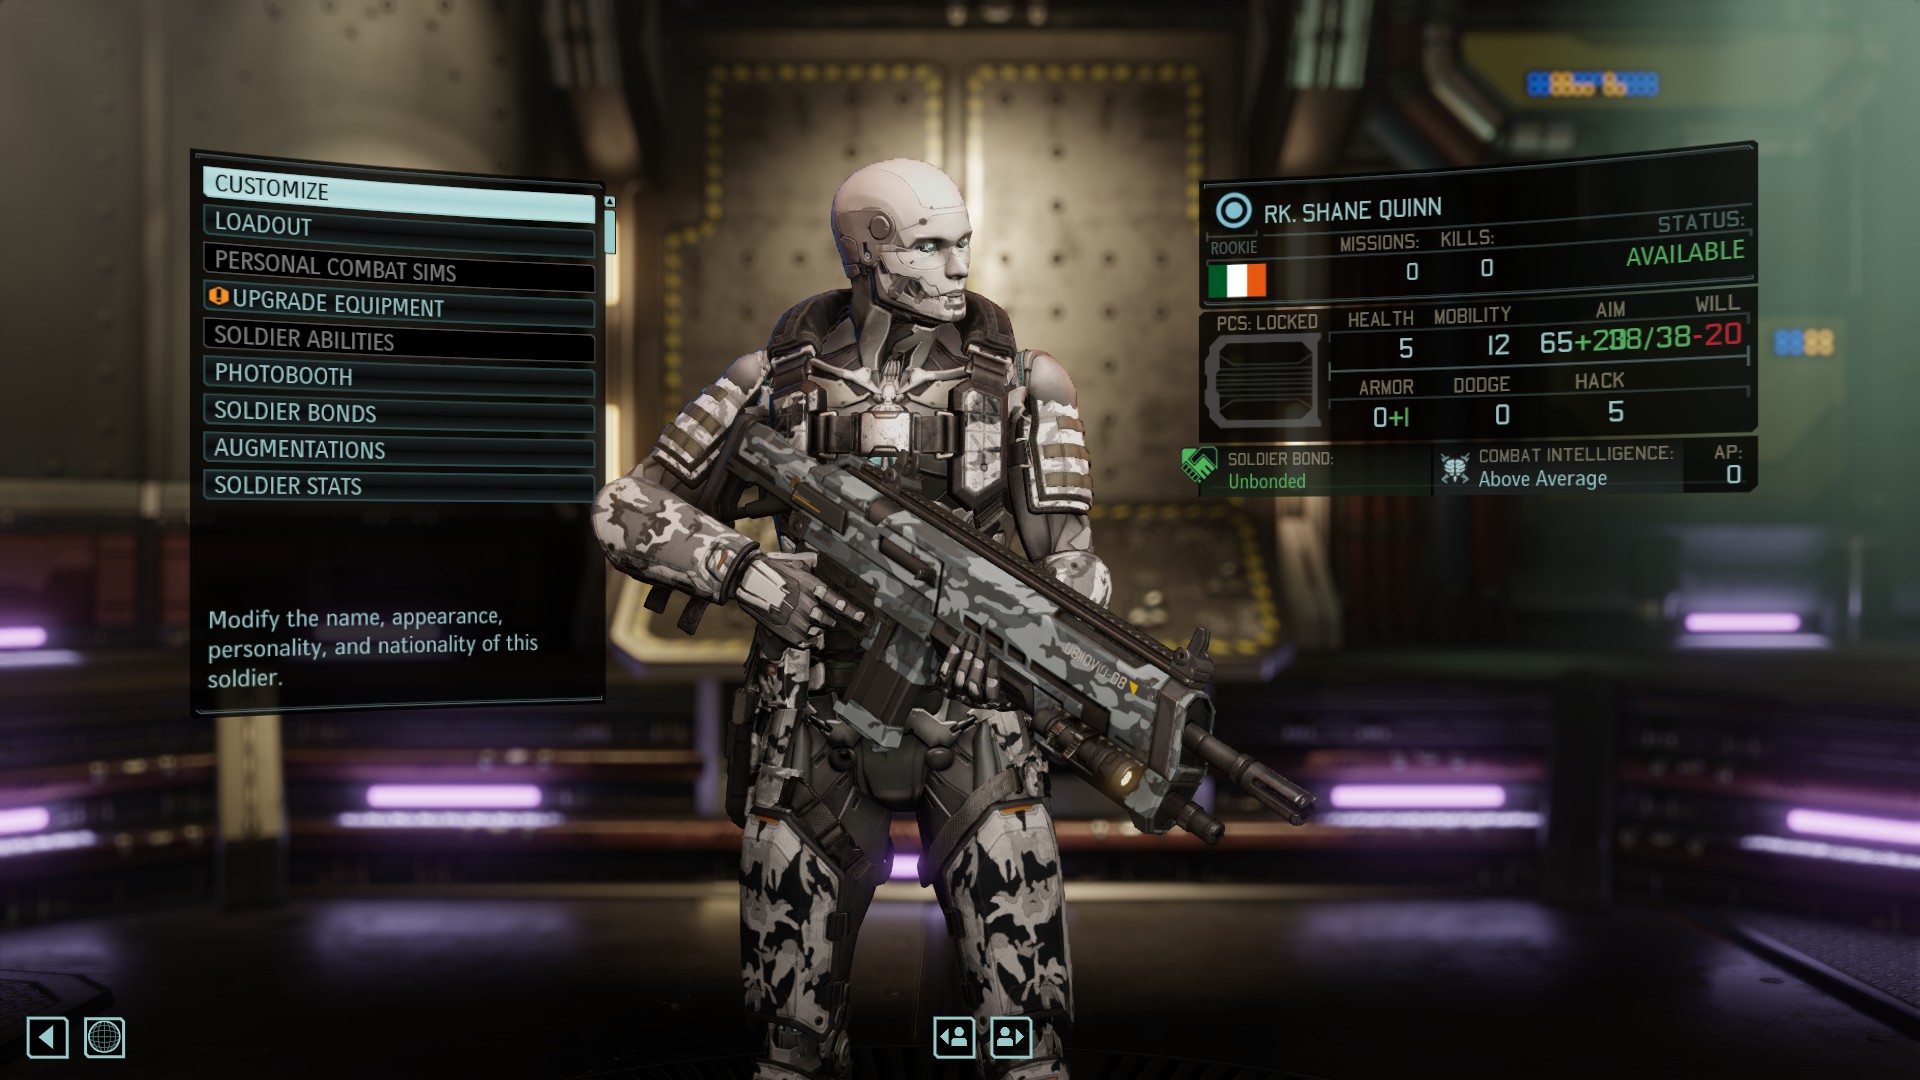 CUSTOMIZE
LOADOUT
PERSONAL COMBAT SIMS
UPGRADE EQUIPMENT
SOLDIER ABILITIES
PHOTOBOOTH
SOLDIER BONDS
AUGMENTATIONS
SOLDIER STATS
Modify the name, appearance,
personality, and nationality of this
soldier.
RK. SHANE QUINN
ROOKIE
MISSIONS: KILLS: STATUS:
0 0 AVAILABLE
PCS: LOCKED
HEALTH MOBILITY AIM WILL
5 12 65 38/38-20
ARMOR DODGE HACK
0+1 0 5
SOLDIER BOND:
Unbonded
COMBAT INTELLIGENCE:
Above Average
AP:
0